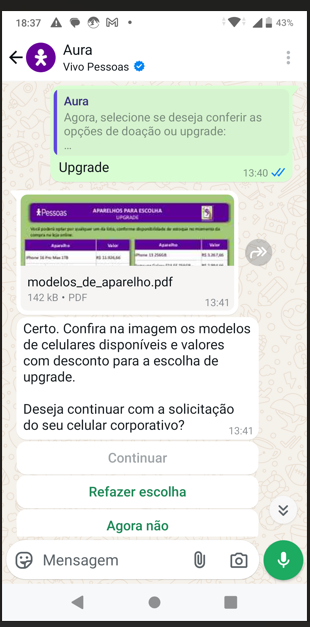 18:37
43%
Aura
Vivo Pessoas
Aura
Agora, selecione se deseja conferir as
opções de doação ou upgrade:
...
Upgrade
13:40
Pessoas
APARELHOS PARA ESCOLHA
UPGRADE
Aparelho Valor Aparelho Valor
modelos_de_aparelho.pdf
142 kB • PDF
13:41
Certo. Confira na imagem os modelos
de celulares disponíveis e valores
com desconto para a escolha de
upgrade.
Deseja continuar com a solicitação
do seu celular corporativo?
13:41
Continuar
Refazer escolha
Agora não
Mensagem